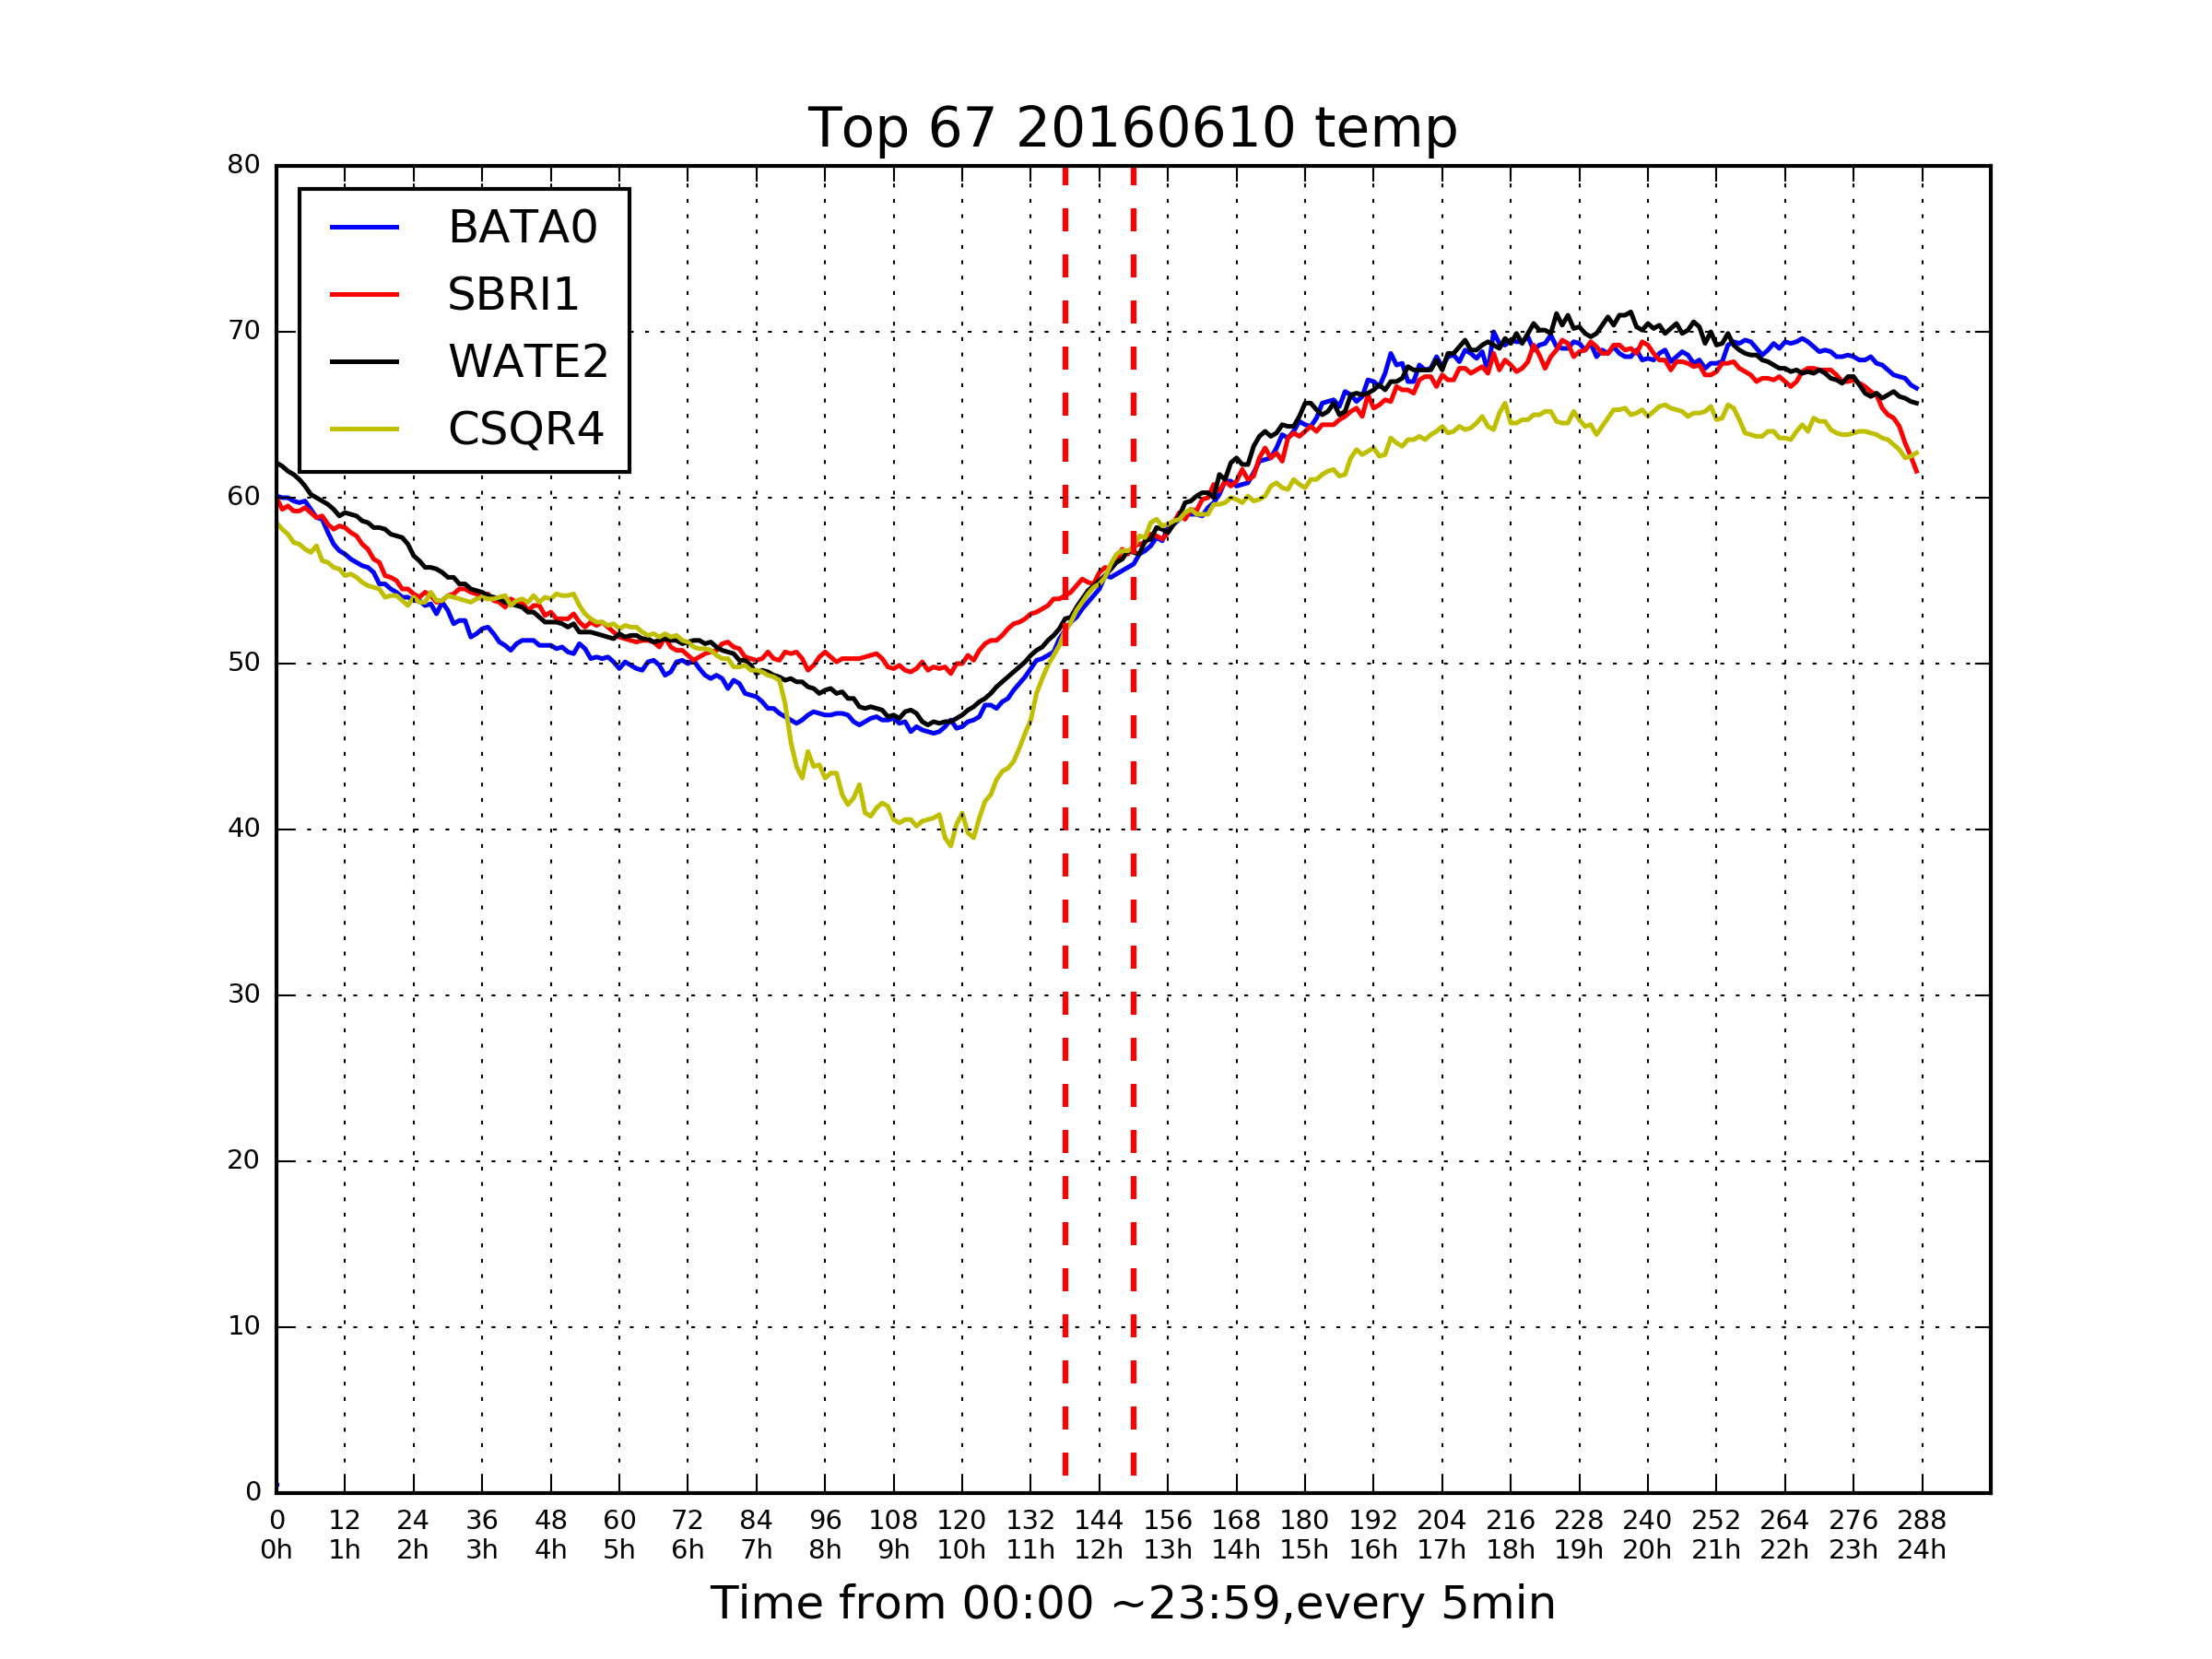 Top 67 20160610 temp
80
70
60
50
40
30
20
10
0
BATA0
SBRI1
WATE2
CSQR4
0 12 24 36 48 60 72 84 96 108 120 132 144 156 168 180 192 204 216 228 240 252 264 276 288
0h 1h 2h 3h 4h 5h 6h 7h 8h 9h 10h 11h 12h 13h 14h 15h 16h 17h 18h 19h 20h 21h 22h 23h 24h
Time from 00:00 ~23:59,every 5min